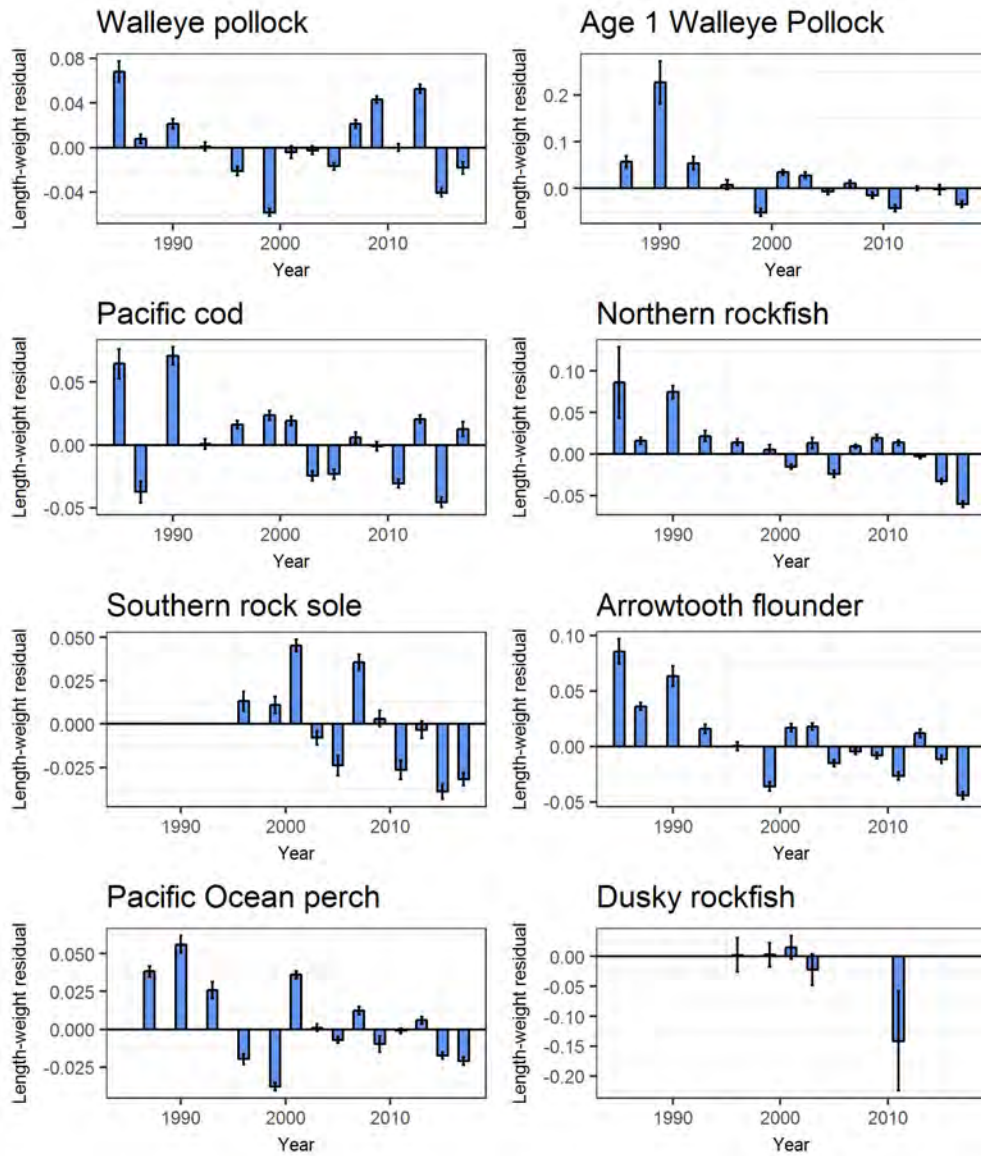 Walleye pollock
Length-weight residual
0.08
0.04
0.00
-0.04
1990
2000
2010
Year
Age 1 Walleye Pollock
Length-weight residual
0.2
0.1
0.0
1990
2000
2010
Year
Pacific cod
Length-weight residual
0.05
0.00
-0.05
1990
2000
2010
Year
Northern rockfish
Length-weight residual
0.10
0.05
0.00
-0.05
1990
2000
2010
Year
Southern rock sole
Length-weight residual
0.050
0.025
0.000
-0.025
1990
2000
2010
Year
Arrowtooth flounder
Length-weight residual
0.10
0.05
0.00
-0.05
1990
2000
2010
Year
Pacific Ocean perch
Length-weight residual
0.050
0.025
0.000
-0.025
1990
2000
2010
Year
Dusky rockfish
Length-weight residual
0.00
-0.05
-0.10
-0.15
-0.20
1990
2000
2010
Year